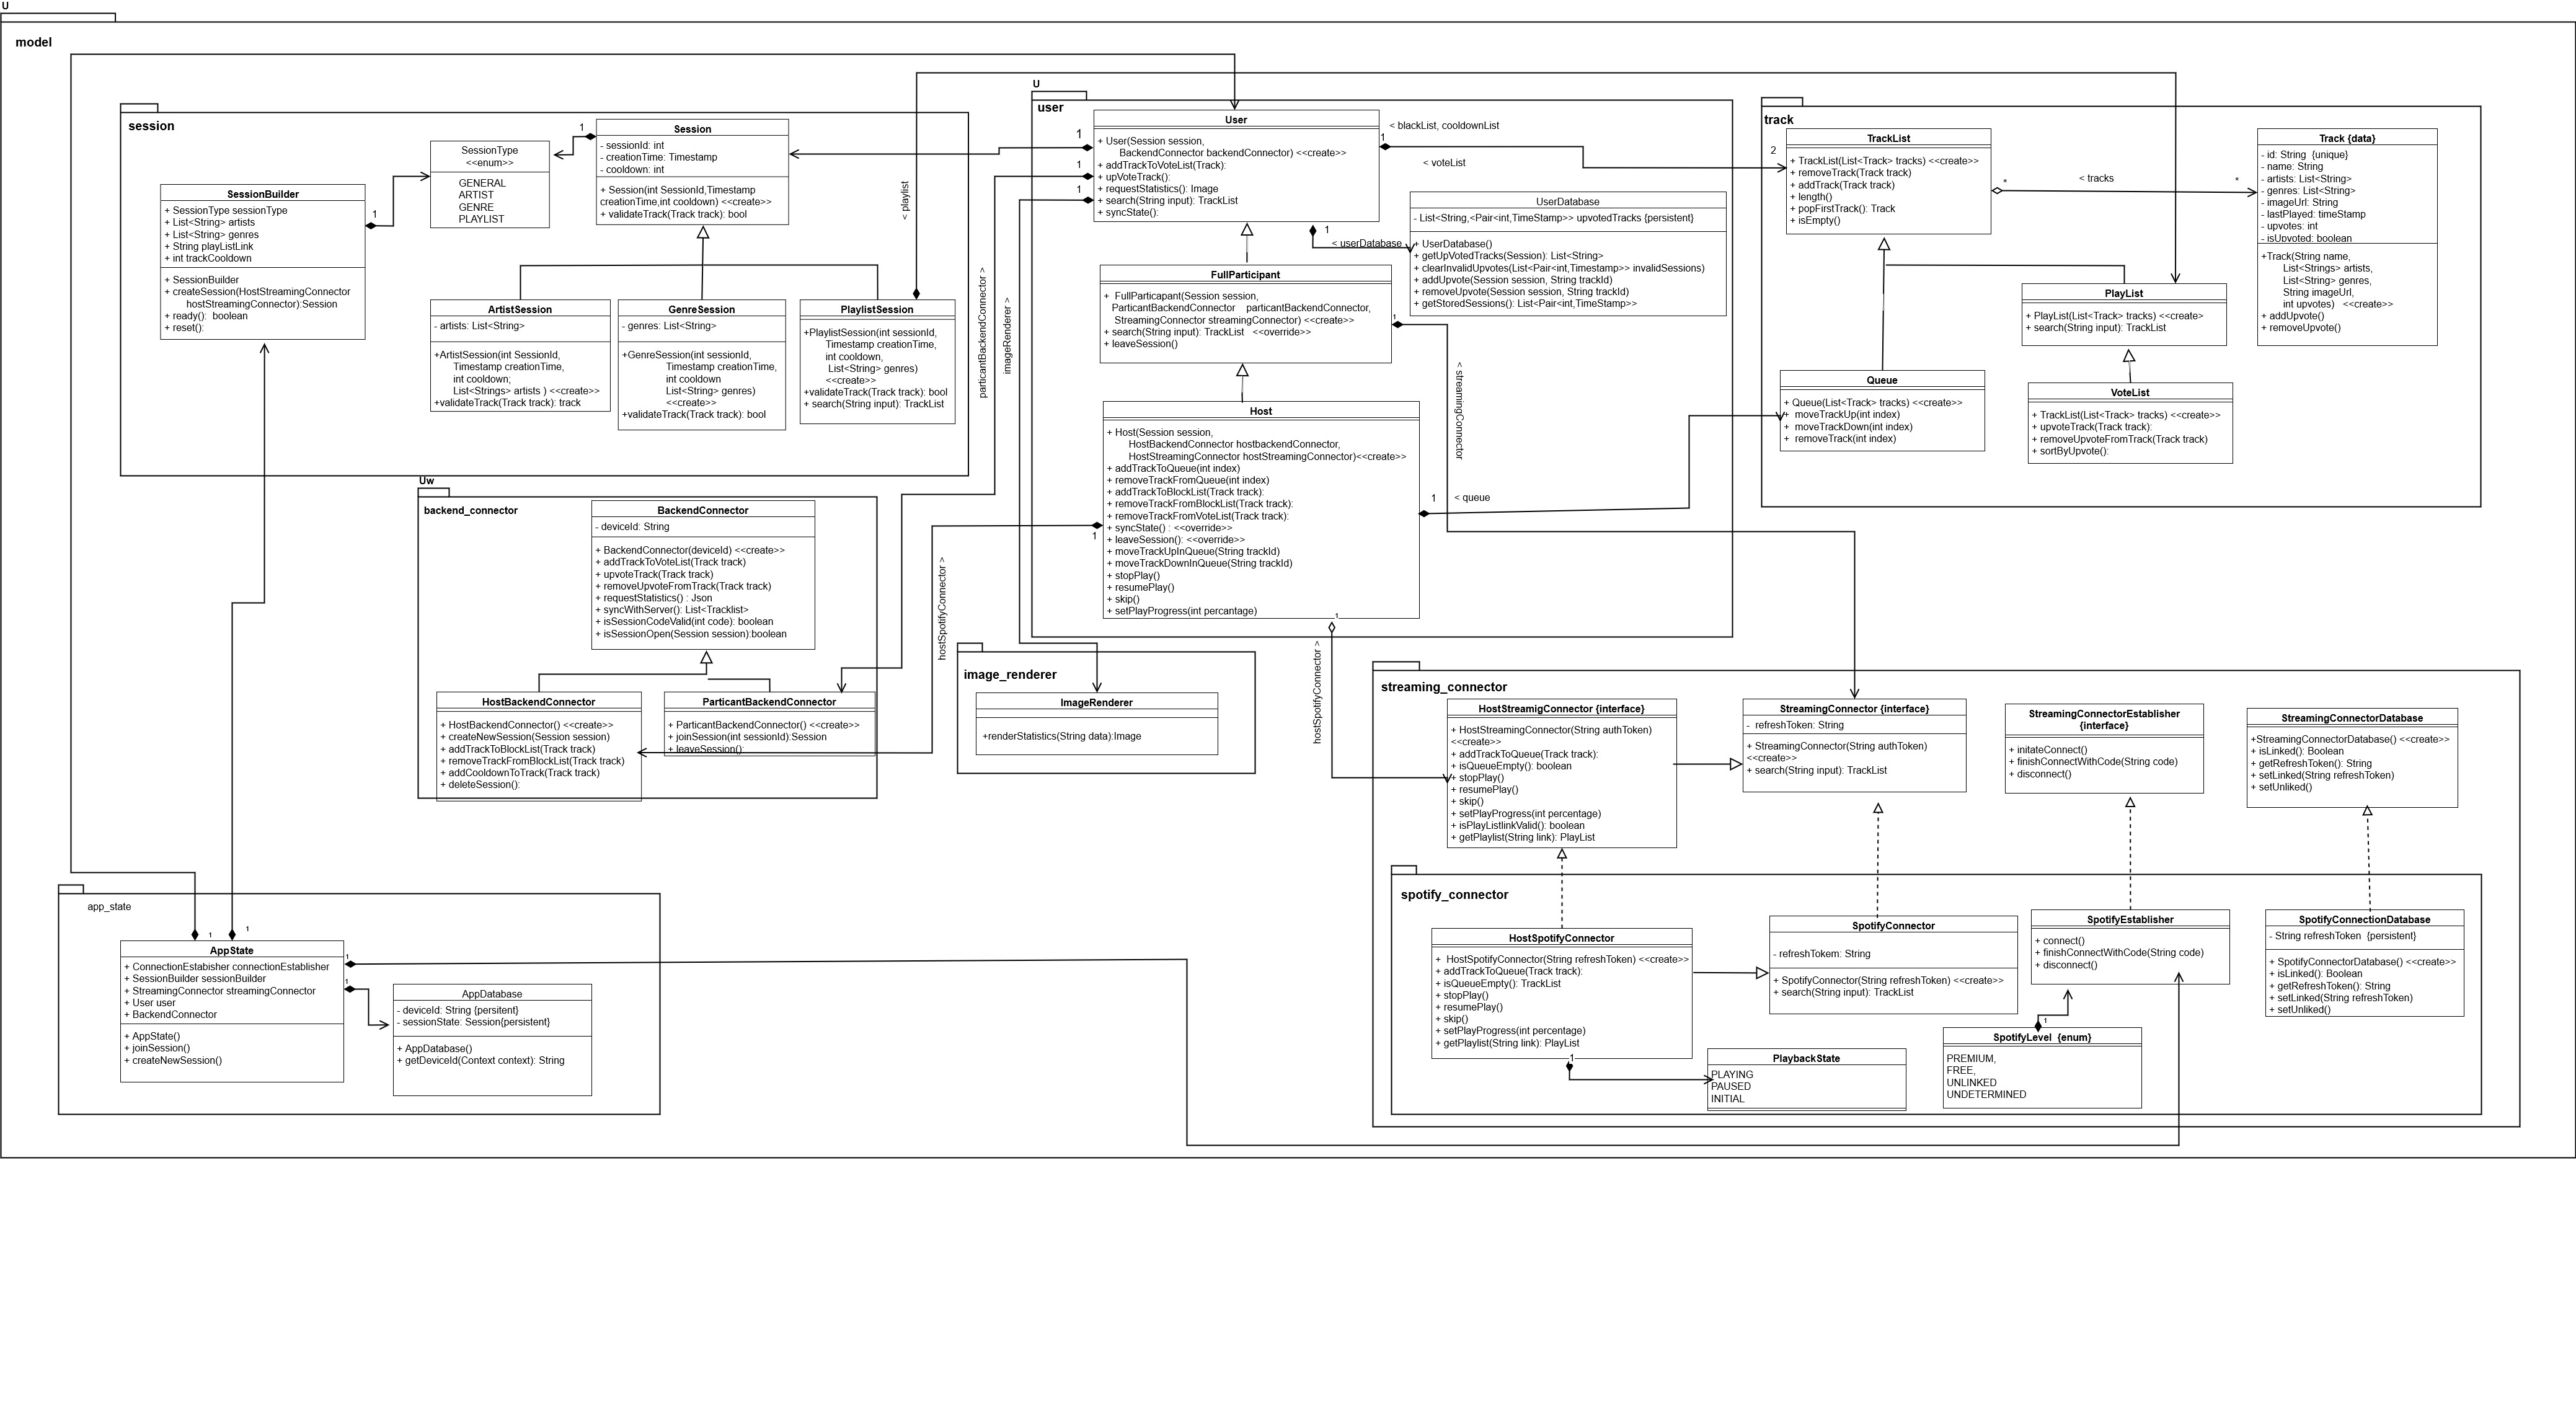 U
model
session
SessionBuilder
+ SessionType sessionType
+ List<String> artists
+ List<String> genres
+ String playListLink
+ int trackCooldown
+ SessionBuilder
+ createSession(HostStreamingConnector
hostStreamingConnector):Session
+ ready():  boolean
+ reset():
1
SessionType
<<enum>>
GENERAL
ARTIST
GENRE
PLAYLIST
1
Session
- sessionId: int
- creationTime: Timestamp
- cooldown: int
+ Session(int SessionId,Timestamp
creationTime,int cooldown) <<create>>
+ validateTrack(Track track): bool
ArtistSession
- artists: List<String>
+ArtistSession(int SessionId,
Timestamp creationTime,
int cooldown;
List<Strings> artists ) <<create>>
+validateTrack(Track track): track
GenreSession
- genres: List<String>
+GenreSession(int sessionId,
Timestamp creationTime,
int cooldown
List<String> genres)
<<create>>
+validateTrack(Track track): bool
PlaylistSession
+PlaylistSession(int sessionId,
Timestamp creationTime,
int cooldown,
List<String> genres)
<<create>>
+validateTrack(Track track): bool
+ search(String input): TrackList
< playlist
U
user
User
+ User(Session session,
BackendConnector backendConnector) <<create>>
+ addTrackToVoteList(Track):
+ upVoteTrack():
+ requestStatistics(): Image
+ search(String input): TrackList
+ syncState():
1
1
1
1
< blackList, cooldownList
< voteList
2
1
< userDatabase
UserDatabase
- List<String,<Pair<int,TimeStamp>> upvotedTracks {persistent}
+ UserDatabase()
+ getUpVotedTracks(Session): List<String>
+ clearInvalidUpvotes(List<Pair<int,Timestamp>> invalidSessions)
+ addUpvote(Session session, String trackId)
+ removeUpvote(Session session, String trackId)
+ getStoredSessions(): List<Pair<int,TimeStamp>>
FullParticipant
+  FullParticapant(Session session,
ParticantBackendConnector    particantBackendConnector,
StreamingConnector streamingConnector) <<create>>
+ search(String input): TrackList   <<override>>
+ leaveSession()
1
< streamingConnector
particantBackendConnector >
imageRenderer >
Host
+ Host(Session session,
HostBackendConnector hostbackendConnector,
HostStreamingConnector hostStreamingConnector)<<create>>
+ addTrackToQueue(int index)
+ removeTrackFromQueue(int index)
+ addTrackToBlockList(Track track):
+ removeTrackFromBlockList(Track track):
+ removeTrackFromVoteList(Track track):
+ syncState() : <<override>>
+ leaveSession(): <<override>>
+ moveTrackUpInQueue(String trackId)
+ moveTrackDownInQueue(String trackId)
+ stopPlay()
+ resumePlay()
+ skip()
+ setPlayProgress(int percantage)
1
< queue
1
1
hostSpotifyConnector >
hostSpotifyConnector >
track
TrackList
+ TrackList(List<Track> tracks) <<create>>
+ removeTrack(Track track)
+ addTrack(Track track)
+ length()
+ popFirstTrack(): Track
+ isEmpty()
*
< tracks
*
Track {data}
- id: String  {unique}
- name: String
- artists: List<String>
- genres: List<String>
- imageUrl: String
- lastPlayed: timeStamp
- upvotes: int
- isUpvoted: boolean
+Track(String name,
List<Strings> artists,
List<String> genres,
String imageUrl,
int upvotes)   <<create>>
+ addUpvote()
+ removeUpvote()
PlayList
+ PlayList(List<Track> tracks) <<create>
+ search(String input): TrackList
Queue
+ Queue(List<Track> tracks) <<create>>
+  moveTrackUp(int index)
+  moveTrackDown(int index)
+  removeTrack(int index)
VoteList
+ TrackList(List<Track> tracks) <<create>>
+ upvoteTrack(Track track):
+ removeUpvoteFromTrack(Track track)
+ sortByUpvote():
Uw
backend_connector
BackendConnector
- deviceId: String
+ BackendConnector(deviceId) <<create>>
+ addTrackToVoteList(Track track)
+ upvoteTrack(Track track)
+ removeUpvoteFromTrack(Track track)
+ requestStatistics() : Json
+ syncWithServer(): List<Tracklist>
+ isSessionCodeValid(int code): boolean
+ isSessionOpen(Session session):boolean
HostBackendConnector
+ HostBackendConnector() <<create>>
+ createNewSession(Session session)
+ addTrackToBlockList(Track track)
+ removeTrackFromBlockList(Track track)
+ addCooldownToTrack(Track track)
+ deleteSession():
ParticantBackendConnector
+ ParticantBackendConnector() <<create>>
+ joinSession(int sessionId):Session
+ leaveSession():
image_renderer
ImageRenderer
+renderStatistics(String data):Image
streaming_connector
HostStreamigConnector {interface}
+ HostStreamingConnector(String authToken)
<<create>>
+ addTrackToQueue(Track track):
+ isQueueEmpty(): boolean
+ stopPlay()
+ resumePlay()
+ skip()
+ setPlayProgress(int percentage)
+ isPlayListlinkValid(): boolean
+ getPlaylist(String link): PlayList
StreamingConnector {interface}
-  refreshToken: String
+ StreamingConnector(String authToken)
<<create>>
+ search(String input): TrackList
StreamingConnectorEstablisher
{interface}
+ initateConnect()
+ finishConnectWithCode(String code)
+ disconnect()
StreamingConnectorDatabase
+StreamingConnectorDatabase() <<create>>
+ isLinked(): Boolean
+ getRefreshToken(): String
+ setLinked(String refreshToken)
+ setUnliked()
spotify_connector
HostSpotifyConnector
+  HostSpotifyConnector(String refreshToken) <<create>>
+ addTrackToQueue(Track track):
+ isQueueEmpty(): TrackList
+ stopPlay()
+ resumePlay()
+ skip()
+ setPlayProgress(int percentage)
+ getPlaylist(String link): PlayList
1
SpotifyConnector
- refreshTokem: String
+ SpotifyConnector(String refreshToken) <<create>>
+ search(String input): TrackList
SpotifyEstablisher
+ connect()
+ finishConnectWithCode(String code)
+ disconnect()
SpotifyConnectionDatabase
- String refreshToken  {persistent}
+ SpotifyConnectorDatabase() <<create>>
+ isLinked(): Boolean
+ getRefreshToken(): String
+ setLinked(String refreshToken)
+ setUnliked()
PlaybackState
PLAYING
PAUSED
INITIAL
1
SpotifyLevel  {enum}
PREMIUM,
FREE,
UNLINKED
UNDETERMINED
app_state
1
1
AppState
+ ConnectionEstabisher connectionEstablisher
+ SessionBuilder sessionBuilder
+ StreamingConnector streamingConnector
+ User user
+ BackendConnector
+ AppState()
+ joinSession()
+ createNewSession()
1
1
AppDatabase
- deviceId: String {persitent}
- sessionState: Session{persistent}
+ AppDatabase()
+ getDeviceId(Context context): String